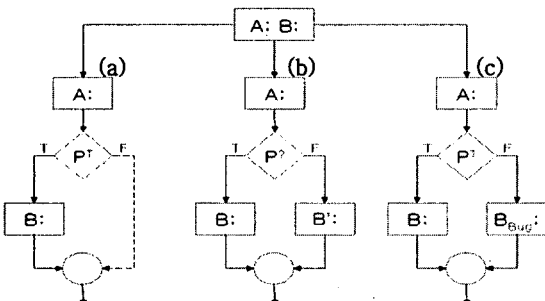 A; B;
(a) (b) (c)
A; A; A;
T P^T F T P^? F T P^? F
B; B; B'; B; B_Bug;